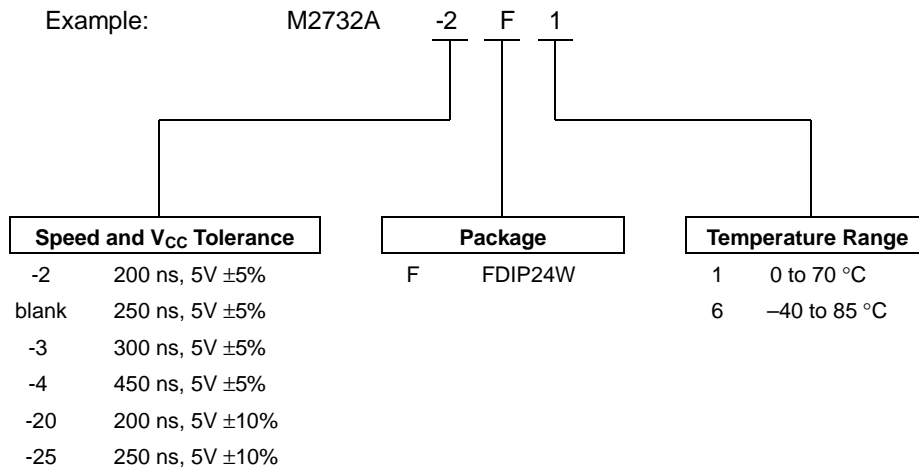 Example: M2732A -2 F 1
Speed and VCC Tolerance
-2 200 ns, 5V ±5%
blank 250 ns, 5V ±5%
-3 300 ns, 5V ±5%
-4 450 ns, 5V ±5%
-20 200 ns, 5V ±10%
-25 250 ns, 5V ±10%
Package
F FDIP24W
Temperature Range
1 0 to 70 °C
6 –40 to 85 °C